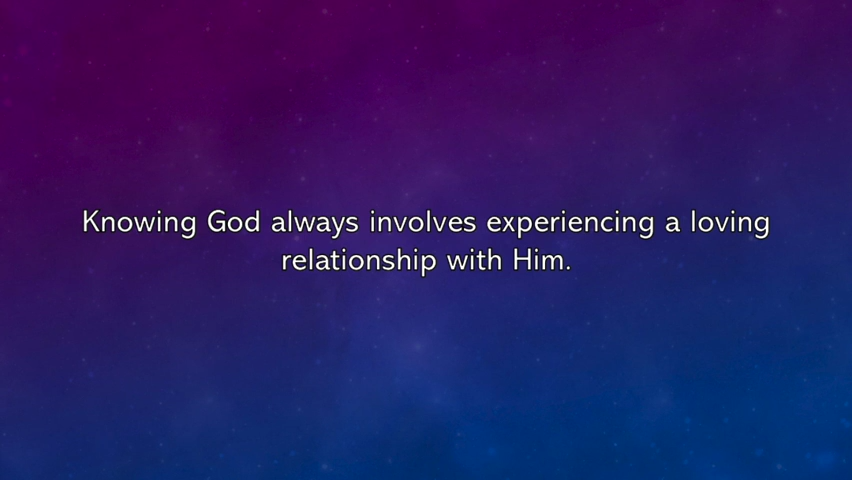 Knowing God always involves experiencing a loving
relationship with Him.